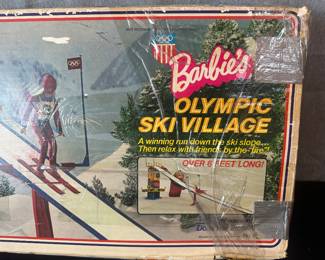 Barbie's
OLYMPIC
SKI VILLAGE
A winning run down the ski slope...
Then relax with friends by the "fire"!
OVER 6 FEET LONG!